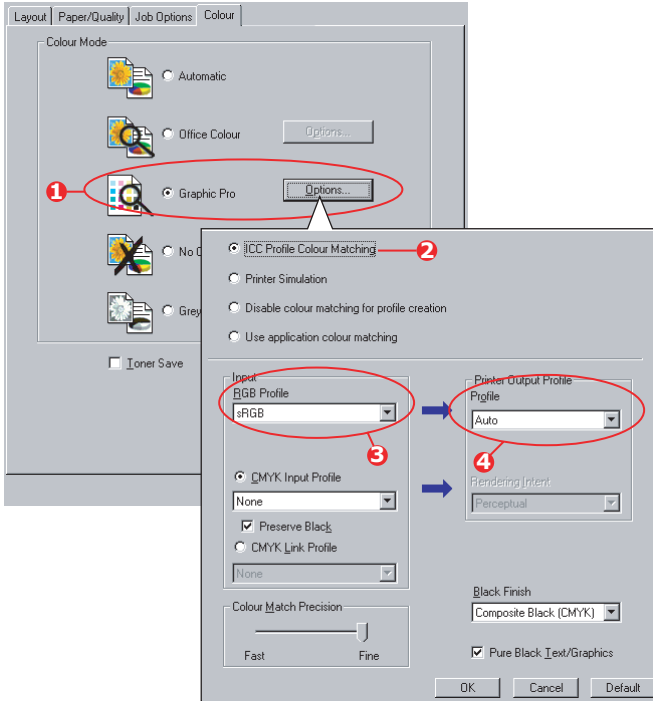 Layout Paper/Quality Job Options Colour
Colour Mode
Automatic
Office Colour Options...
1 Graphic Pro Options...
No C
Grey
Toner Save
ICC Profile Colour Matching 2
Printer Simulation
Disable colour matching for profile creation
Use application colour matching
Input
RGB Profile
sRGB
3
Printer Output Profile
Profile
Auto
4
CMYK Input Profile
None
Preserve Black
CMYK Link Profile
None
Rendering Intent
Perceptual
Colour Match Precision
Fast Fine
Black Finish
Composite Black (CMYK)
Pure Black Text/Graphics
OK Cancel Default